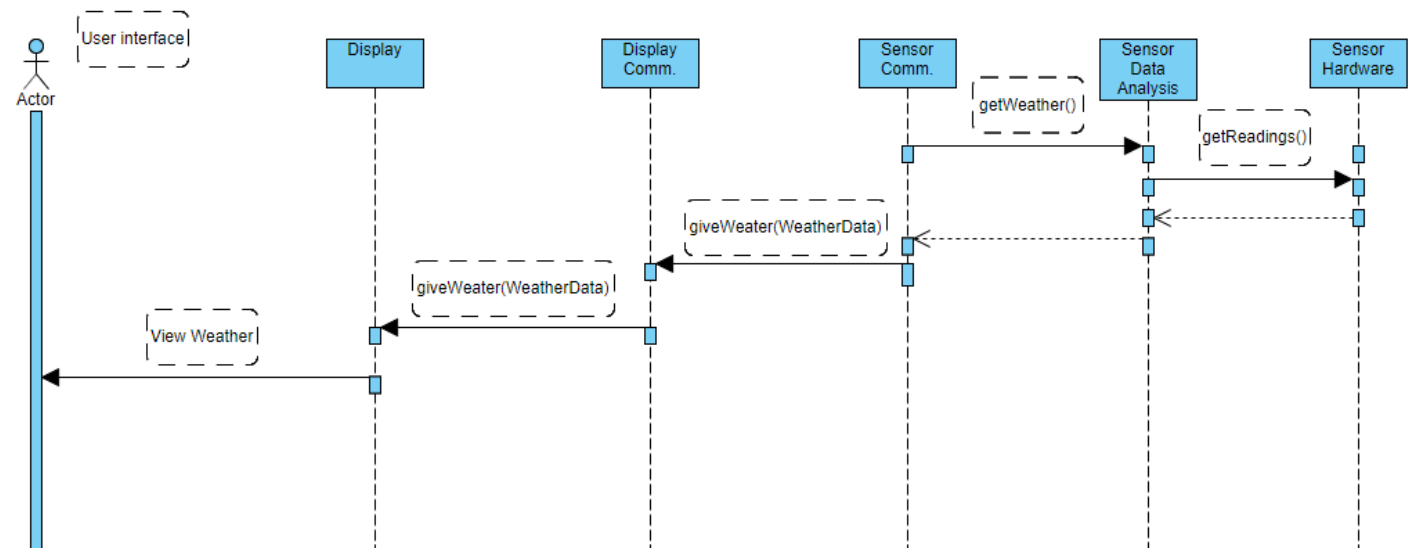 User interface
Actor
Display
Display
Comm.
Sensor
Comm.
Sensor
Data
Analysis
Sensor
Hardware
getWeather()
getReadings()
giveWeater(WeatherData)
giveWeater(WeatherData)
View Weather